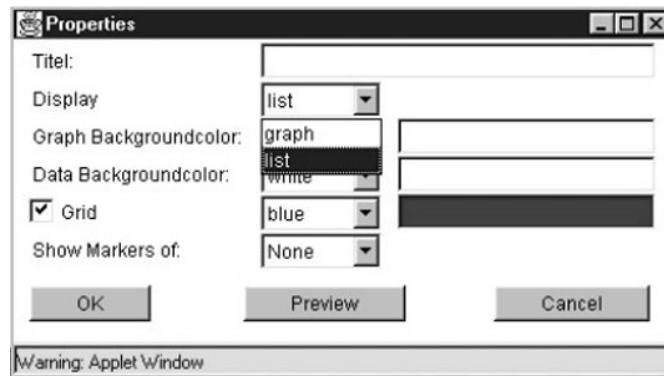 Properties
Titel:
Display list
Graph Backgroundcolor: graph
list
Data Backgroundcolor: white
Grid blue
Show Markers of: None
OK Preview Cancel
Warning: Applet Window